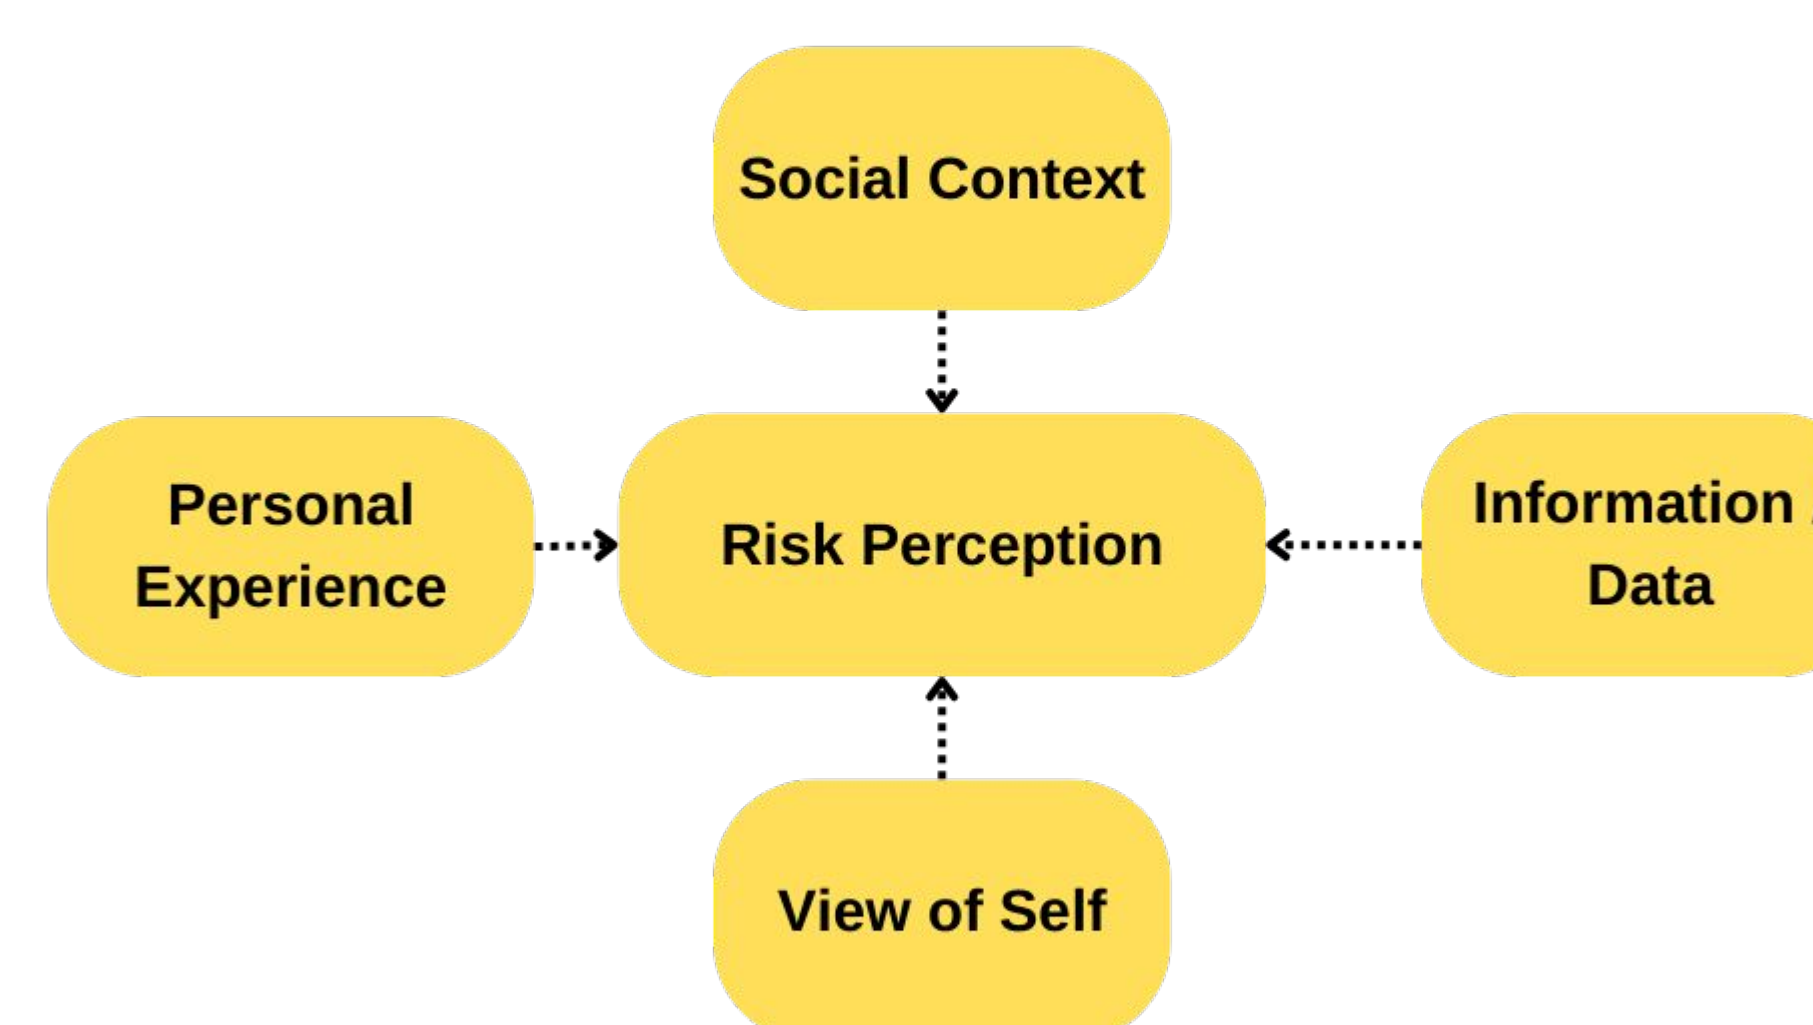 Social Context
Personal
Experience
Risk Perception
Information
Data
View of Self